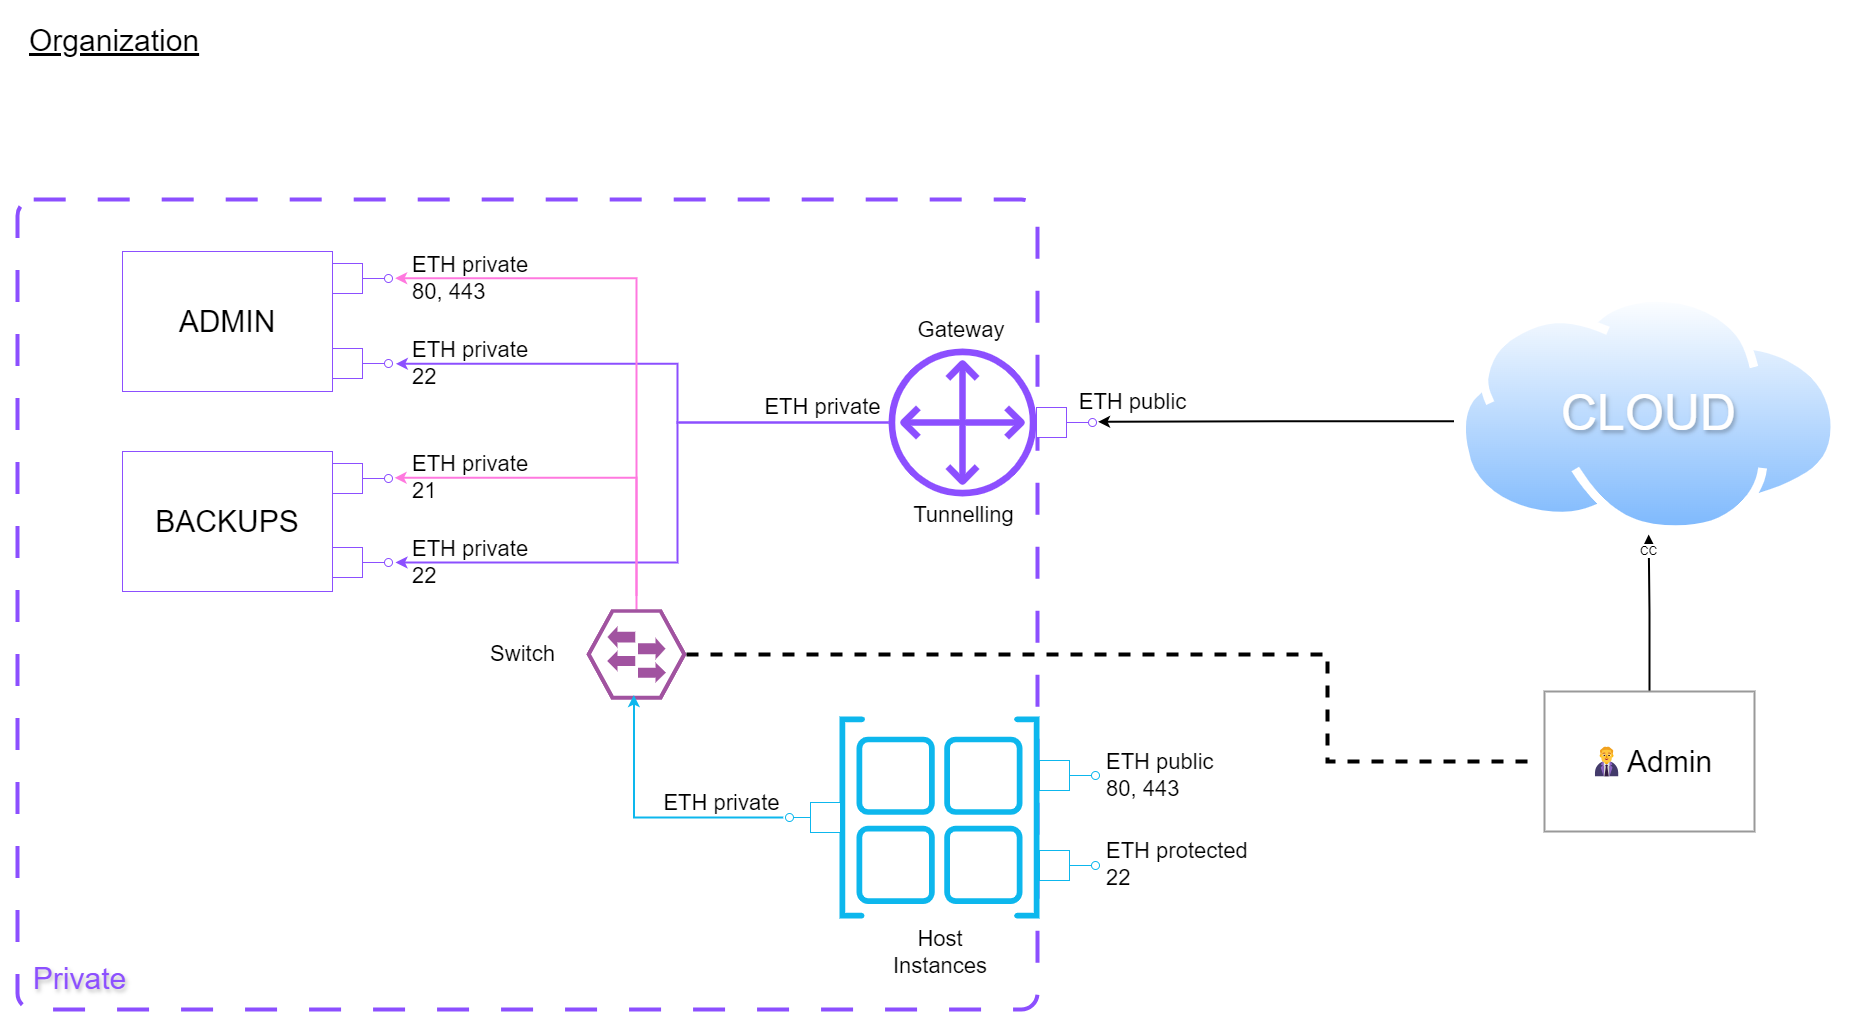 Organization
ETH private
80, 443
ADMIN
ETH private
22
Gateway
ETH private
ETH public
CLOUD
ETH private
21
BACKUPS
Tunnelling
ETH private
22
CC
Switch
Admin
ETH private
ETH public
80, 443
ETH protected
22
Host
Instances
Private